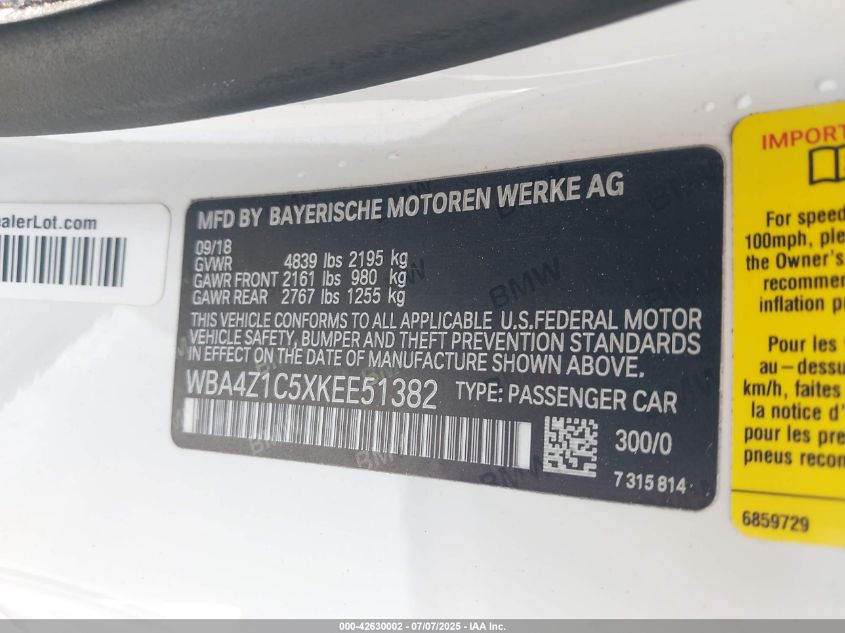 alerLot.com
MFD BY BAYERISCHE MOTOREN WERKE AG
09/18
GVWR 4839 lbs 2195 kg
GAWR FRONT 2161 lbs 980 kg
GAWR REAR 2767 lbs 1255 kg
THIS VEHICLE CONFORMS TO ALL APPLICABLE U.S.FEDERAL MOTOR
VEHICLE SAFETY, BUMPER AND THEFT PREVENTION STANDARDS
IN EFFECT ON THE DATE OF MANUFACTURE SHOWN ABOVE.
WBA4Z1C5XKEE51382 TYPE: PASSENGER CAR
300/0
7 315 814
BMW
IMPORT
For speed
100mph, ple
the Owner's
recommen
inflation p
Pour les
au-dessu
km/h, faites
la notice d'
pour les pre
pneus recom
6859729
000-42630002 - 07/07/2025 - IAA Inc.